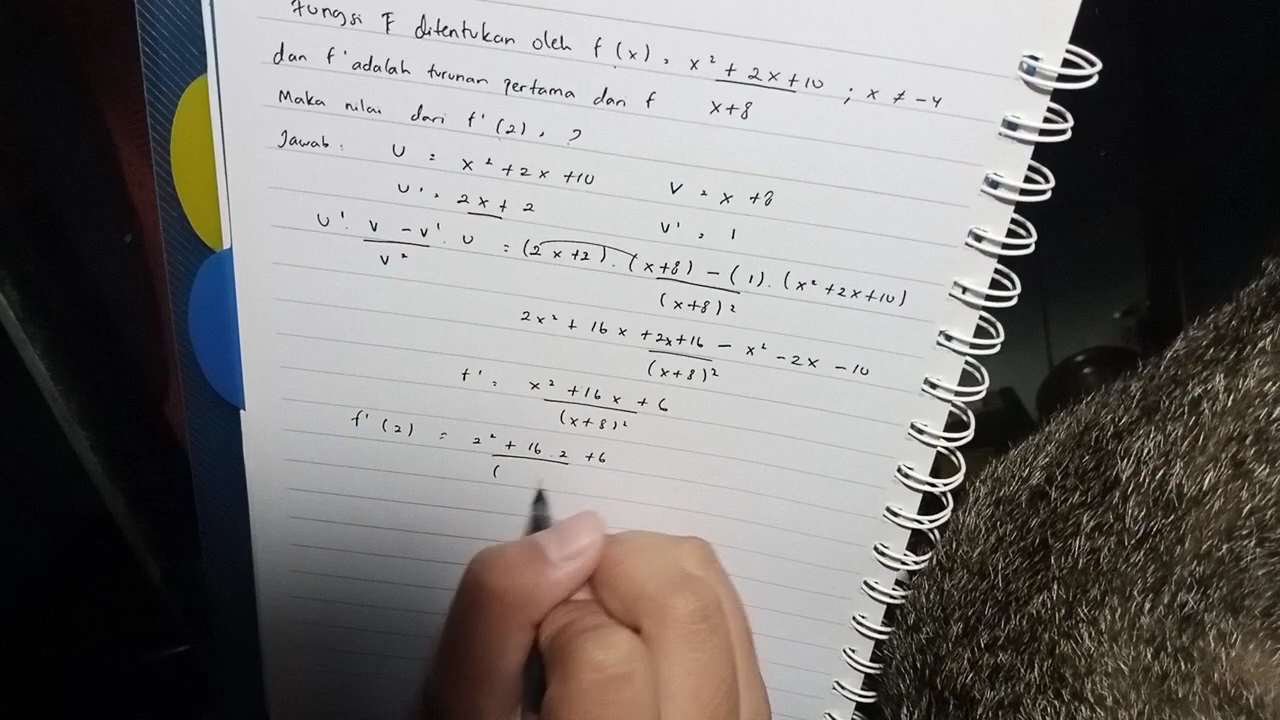 Fungsi F ditentukan oleh f(x) = x² + 2x + 10 / x+8 ; x ≠ -4
dan f' adalah turunan pertama dari f
Maka nilai dari f'(2) = ?
Jawab : U = x² + 2x + 10 V = x + 8
U' = 2x + 2 V' = 1
U' . V - V' . U / V² = (2x+2) . (x+8) - (1) . (x²+2x+10) / (x+8)²
2x² + 16x + 2x + 16 - x² - 2x - 10 / (x+8)²
f' = x² + 16x + 6 / (x+8)²
f'(2) = 2² + 16 . 2 + 6 / (